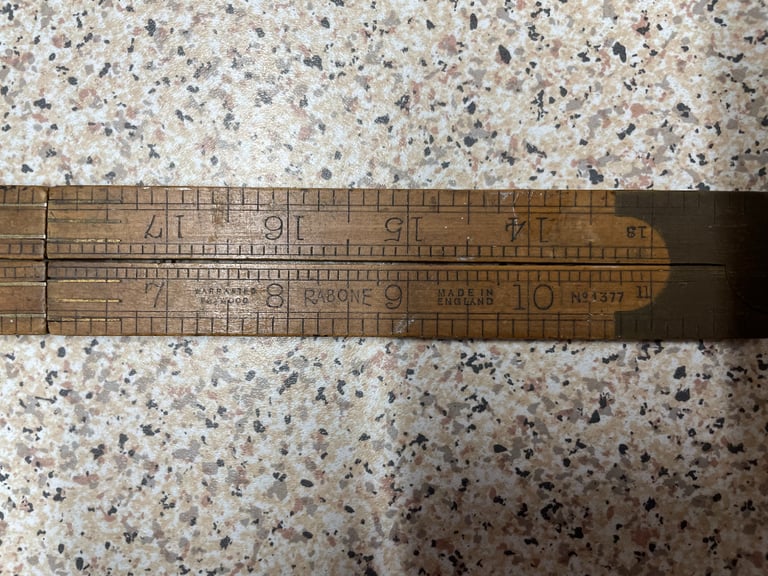 17 16 15 14 13
7 WARRANTED BOXWOOD 8 RABONE 9 MADE IN ENGLAND 10 No 1377 11